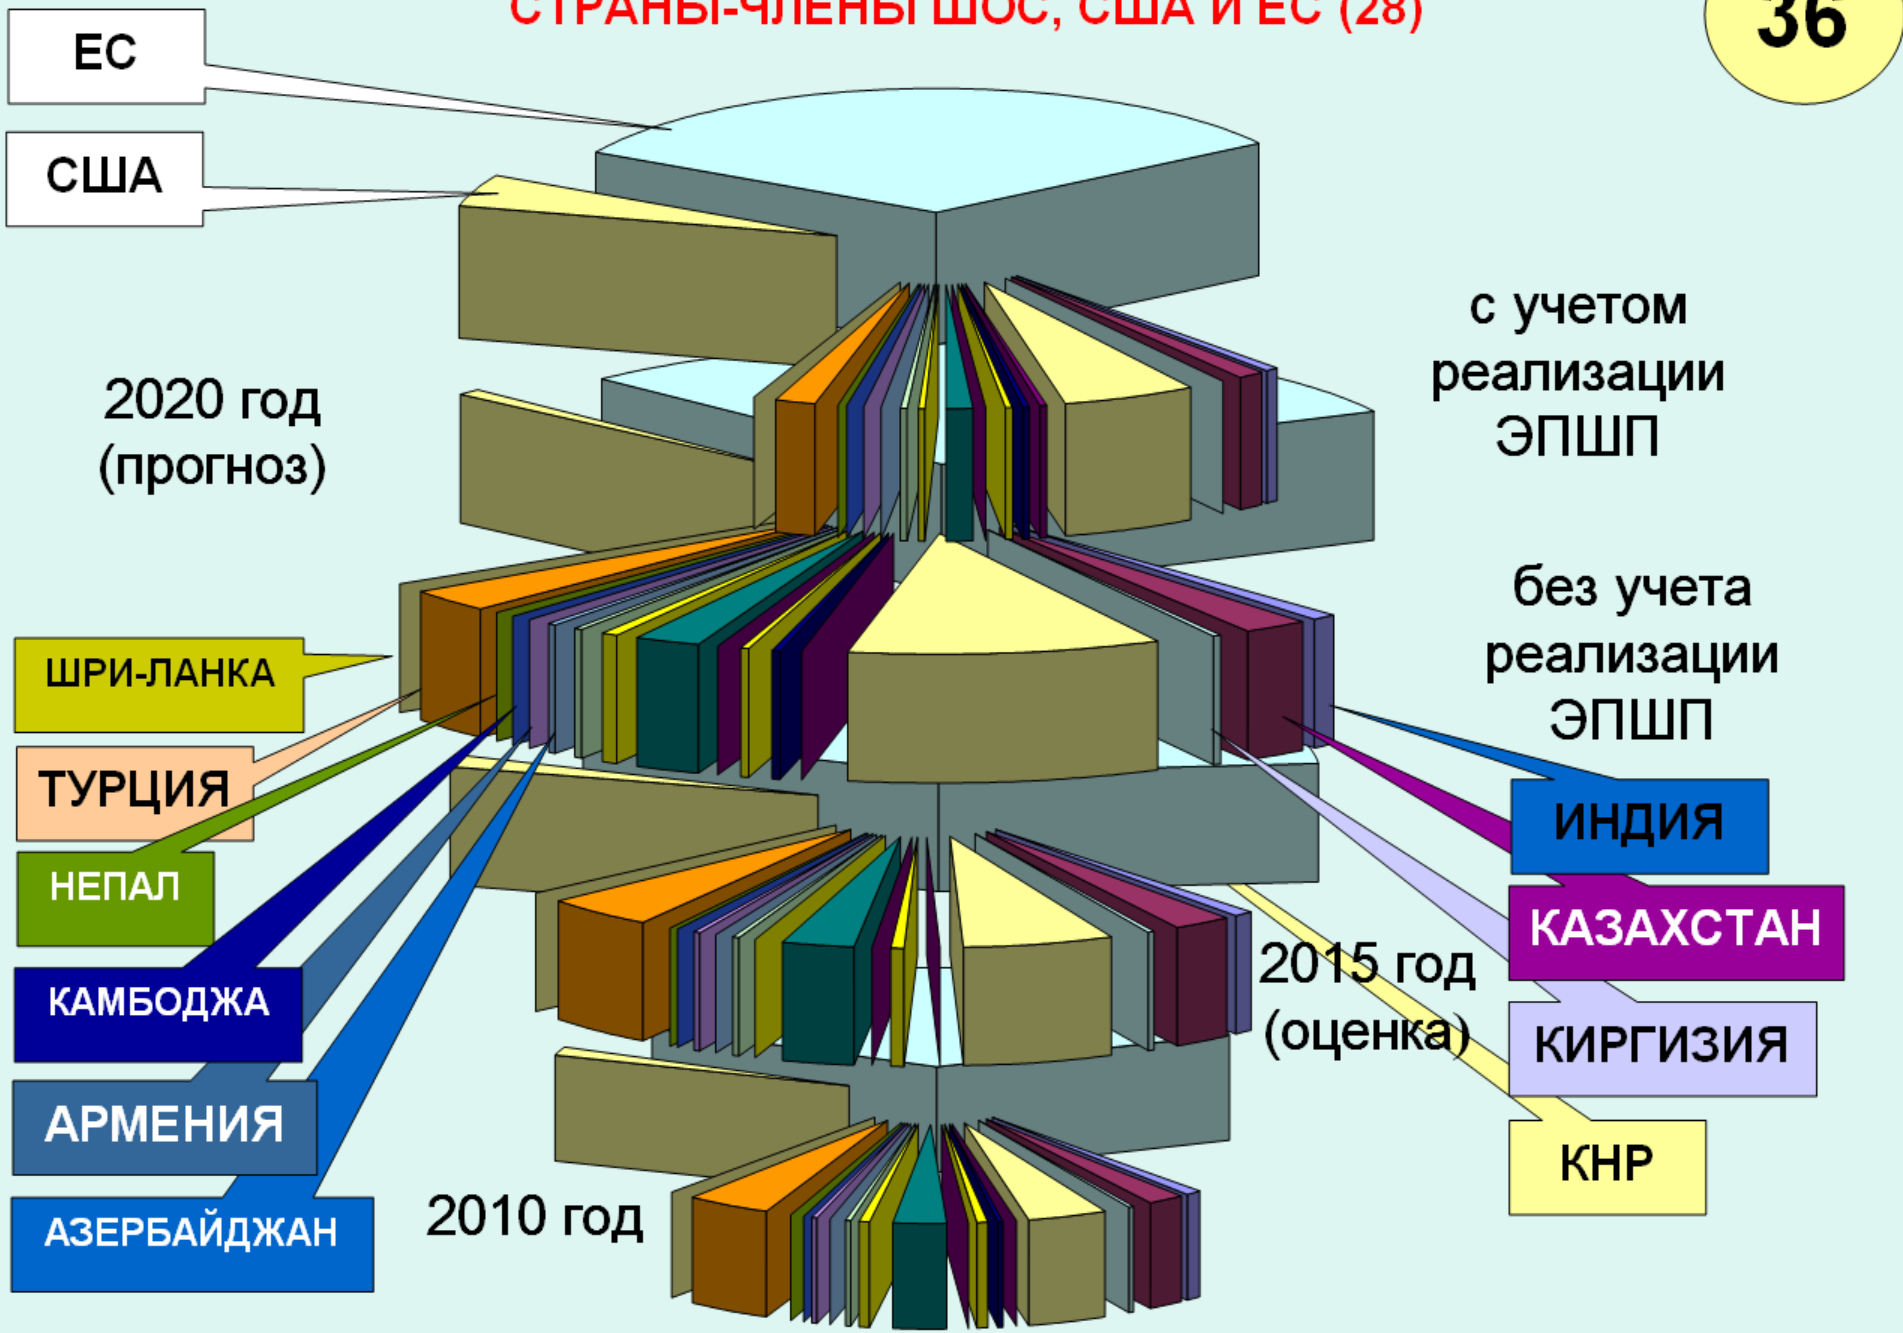 СТРАНЫ-ЧЛЕНЫ ШОС, США И ЕС (28)
36
ЕС
США
с учетом
реализации
ЭПШП
2020 год
(прогноз)
без учета
реализации
ЭПШП
ШРИ-ЛАНКА
ТУРЦИЯ
НЕПАЛ
КАМБОДЖА
АРМЕНИЯ
АЗЕРБАЙДЖАН
ИНДИЯ
КАЗАХСТАН
КИРГИЗИЯ
КНР
2015 год
(оценка)
2010 год